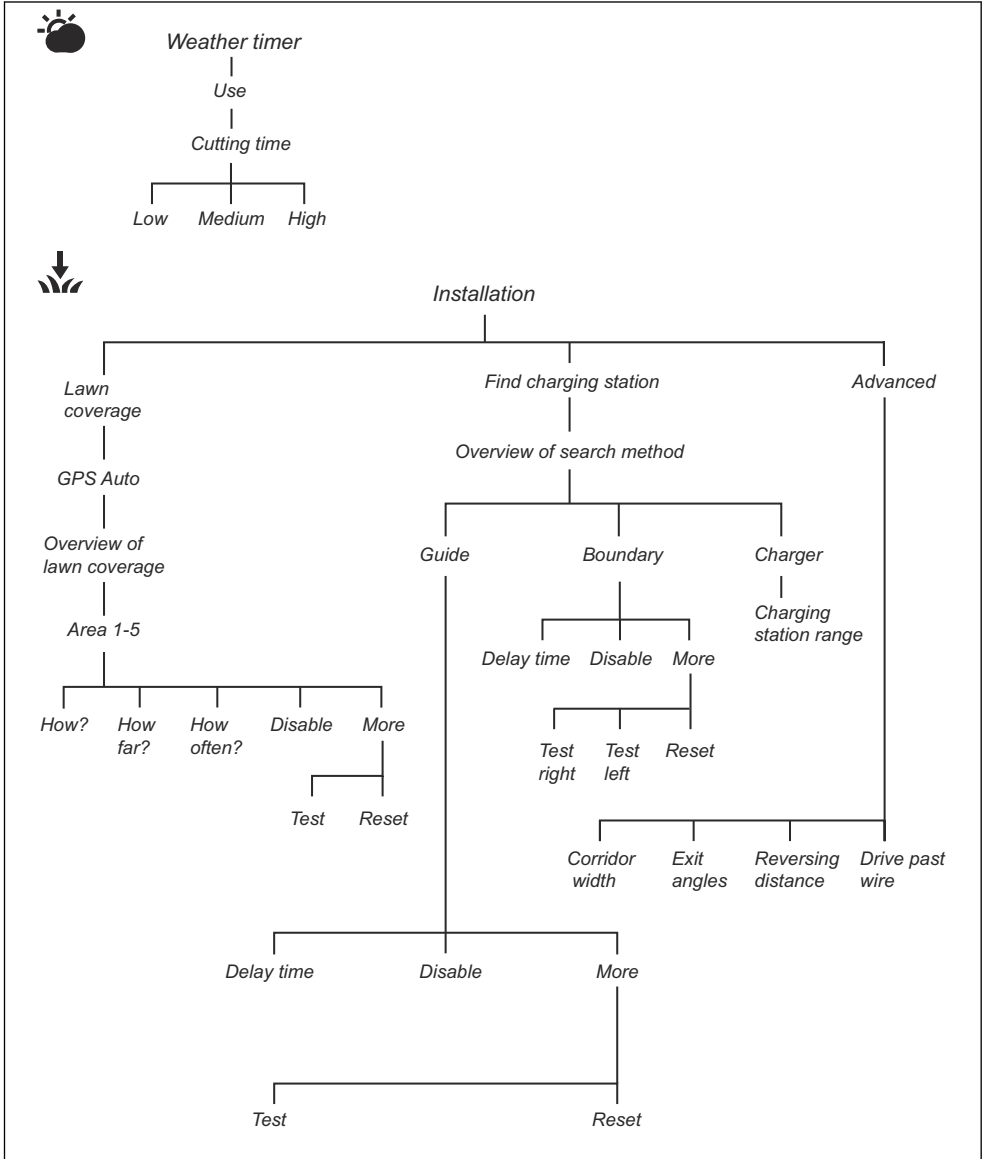 Weather timer
Use
Cutting time
Low Medium High
Installation
Lawn
coverage
Find charging station
Advanced
Overview of search method
GPS Auto
Overview of
lawn coverage
Guide
Boundary
Charger
Charging
station range
Area 1-5
Delay time Disable More
How?
How
far?
How
often?
Disable
More
Test
right
Test
left
Reset
Test Reset
Corridor
width
Exit
angles
Reversing
distance
Drive past
wire
Delay time Disable More
Test Reset